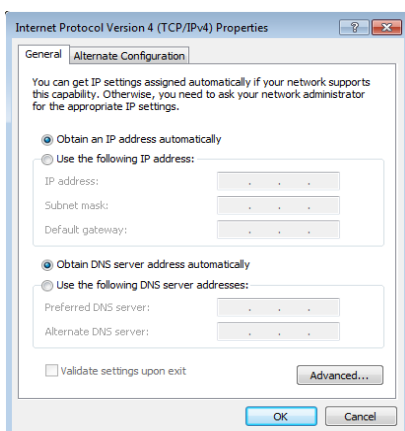 Internet Protocol Version 4 (TCP/IPv4) Properties
General
Alternate Configuration
You can get IP settings assigned automatically if your network supports
this capability. Otherwise, you need to ask your network administrator
for the appropriate IP settings.
Obtain an IP address automatically
Use the following IP address:
IP address:
Subnet mask:
Default gateway:
Obtain DNS server address automatically
Use the following DNS server addresses:
Preferred DNS server:
Alternate DNS server:
Validate settings upon exit
Advanced...
OK
Cancel